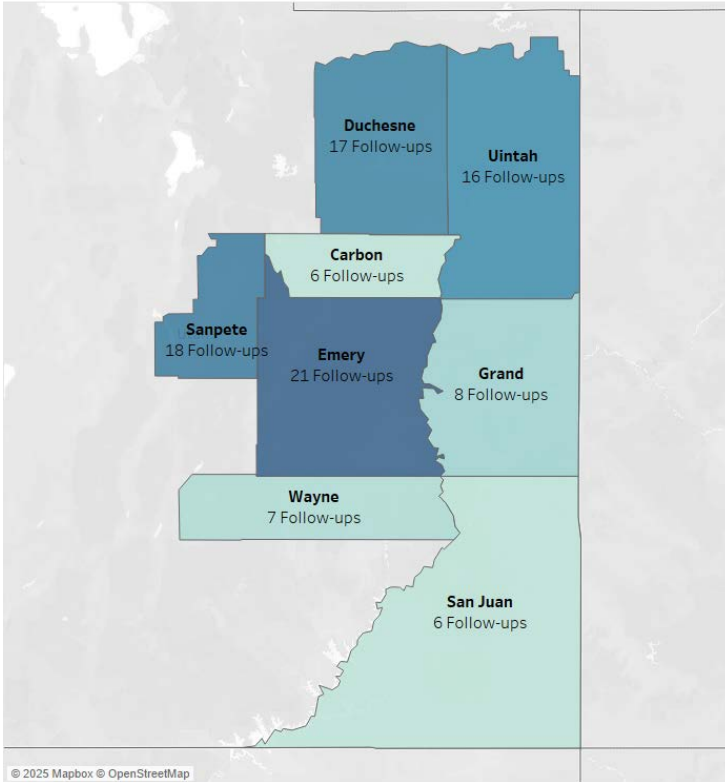 Duchesne
17 Follow-ups
Uintah
16 Follow-ups
Carbon
6 Follow-ups
Sanpete
18 Follow-ups
Emery
21 Follow-ups
Grand
8 Follow-ups
Wayne
7 Follow-ups
San Juan
6 Follow-ups
© 2025 Mapbox © OpenStreetMap